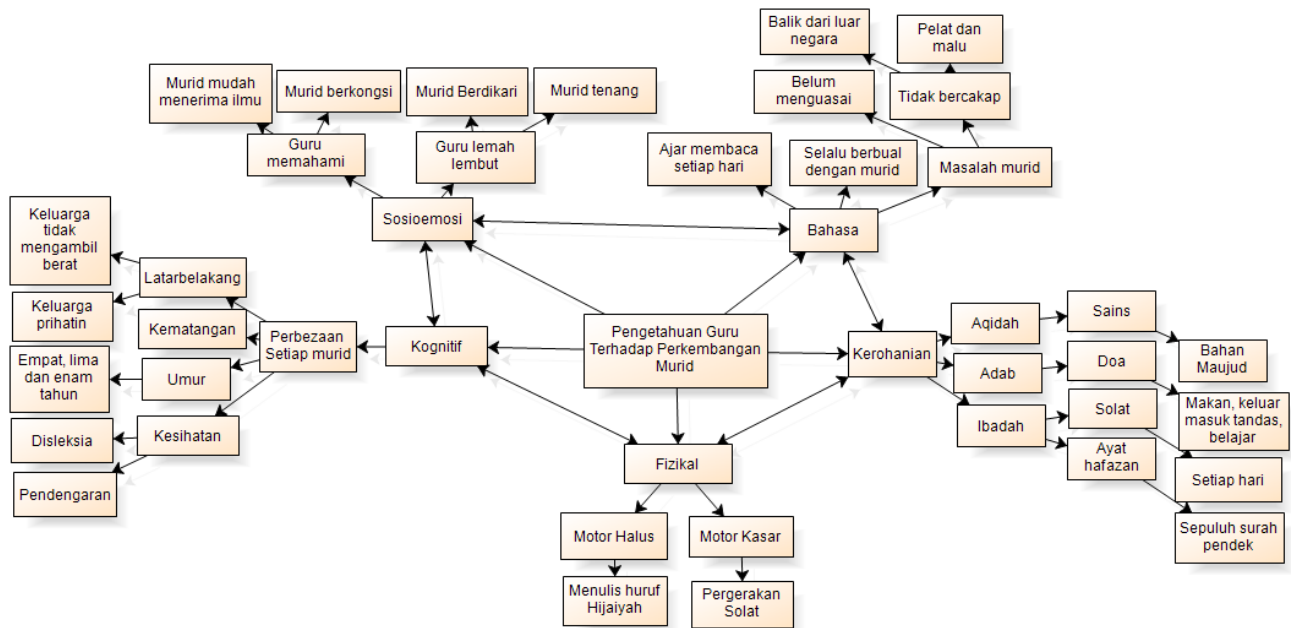 Balik dari luar
negara
Pelat dan
malu
Murid mudah
menerima ilmu
Murid berkongsi
Murid Berdikari
Murid tenang
Belum
menguasai
Tidak bercakap
Guru
memahami
Guru lemah
lembut
Ajar membaca
setiap hari
Selalu berbual
dengan murid
Masalah murid
Sosioemosi
Bahasa
Keluarga
tidak
mengambil
berat
Latarbelakang
Keluarga
prihatin
Kematangan
Perbezaan
Setiap murid
Kognitif
Pengetahuan Guru
Terhadap Perkembangan
Murid
Kerohanian
Aqidah
Sains
Bahan
Maujud
Empat, lima
dan enam
tahun
Umur
Adab
Doa
Makan, keluar
masuk tandas,
belajar
Disleksia
Kesihatan
Ibadah
Solat
Setiap hari
Pendengaran
Fizikal
Ayat
hafazan
Sepuluh surah
pendek
Motor Halus
Motor Kasar
Menulis huruf
Hijaiyah
Pergerakan
Solat